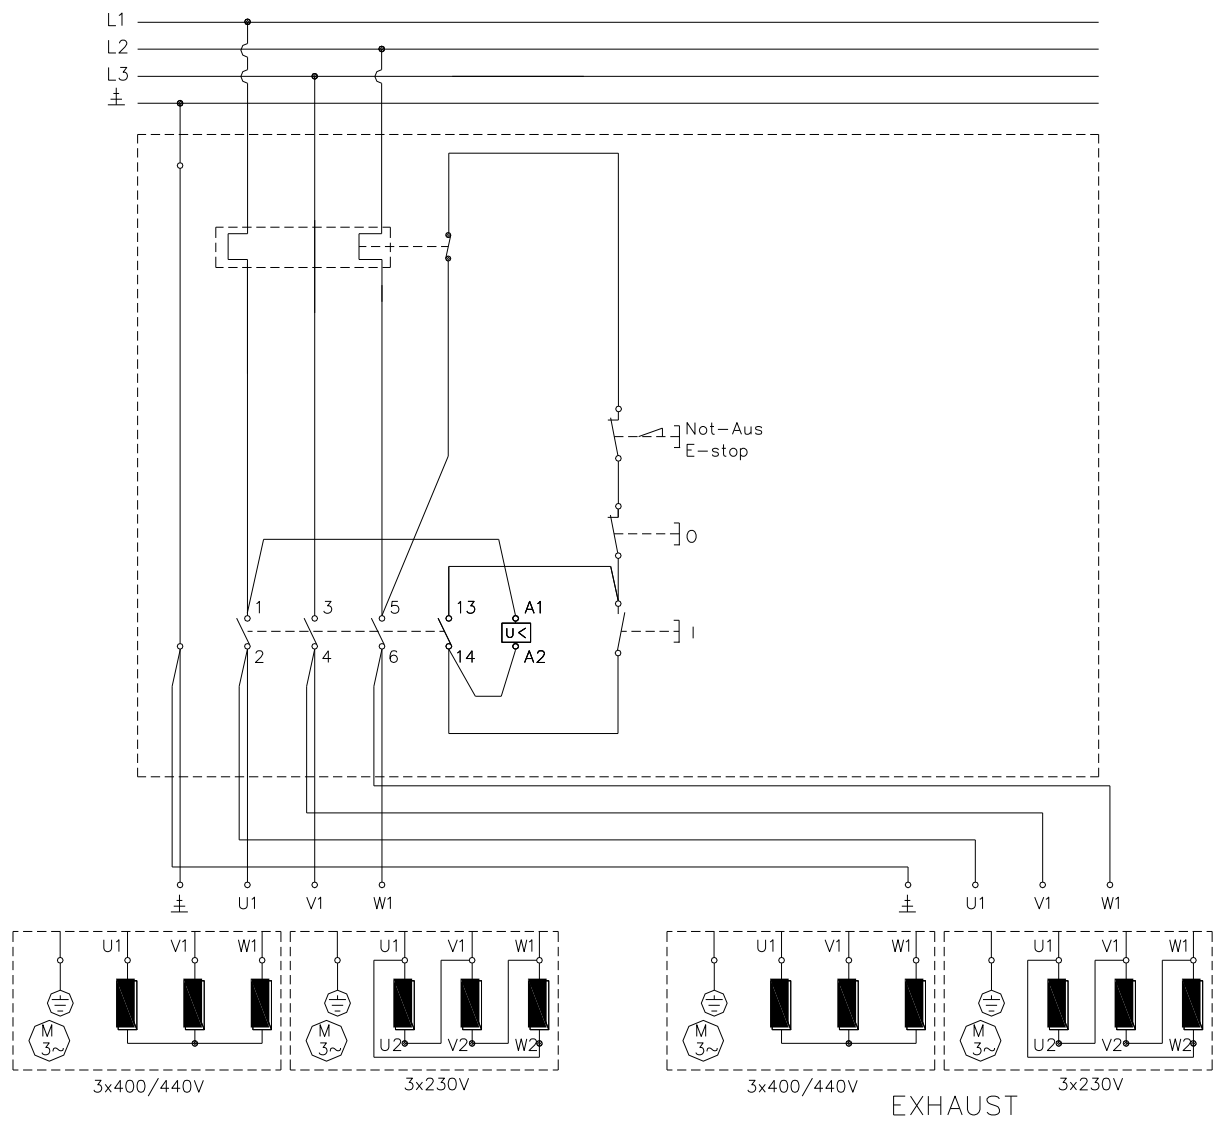 L1
L2
L3
Not-Aus
E-stop
O
1 3 5 13 A1
U<
I
2 4 6 14 A2
U1 V1 W1 U1 V1 W1
U1 V1 W1 U1 V1 W1 U1 V1 W1 U1 V1 W1
M M M M
3~ 3~ U2 V2 W2 3~ 3~ U2 V2 W2
3x400/440V 3x230V 3x400/440V 3x230V
EXHAUST